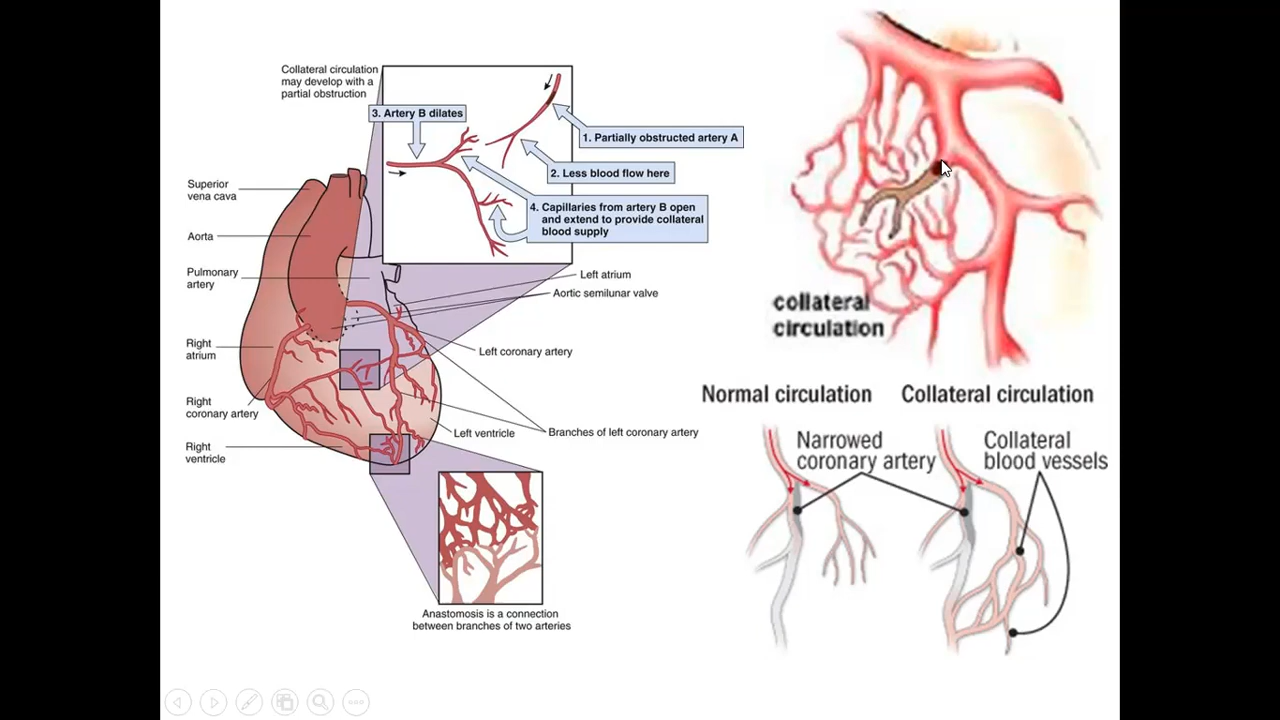 Collateral circulation
may develop with a
partial obstruction
3. Artery B dilates
1. Partially obstructed artery A
2. Less blood flow here
4. Capillaries from artery B open
and extend to provide collateral
blood supply
Superior
vena cava
Aorta
Pulmonary
artery
Left atrium
Aortic semilunar valve
Right
atrium
Left coronary artery
Right
coronary artery
Left ventricle
Branches of left coronary artery
Right
ventricle
Anastomosis is a connection
between branches of two arteries
collateral
circulation
Normal circulation
Collateral circulation
Narrowed
coronary artery
Collateral
blood vessels